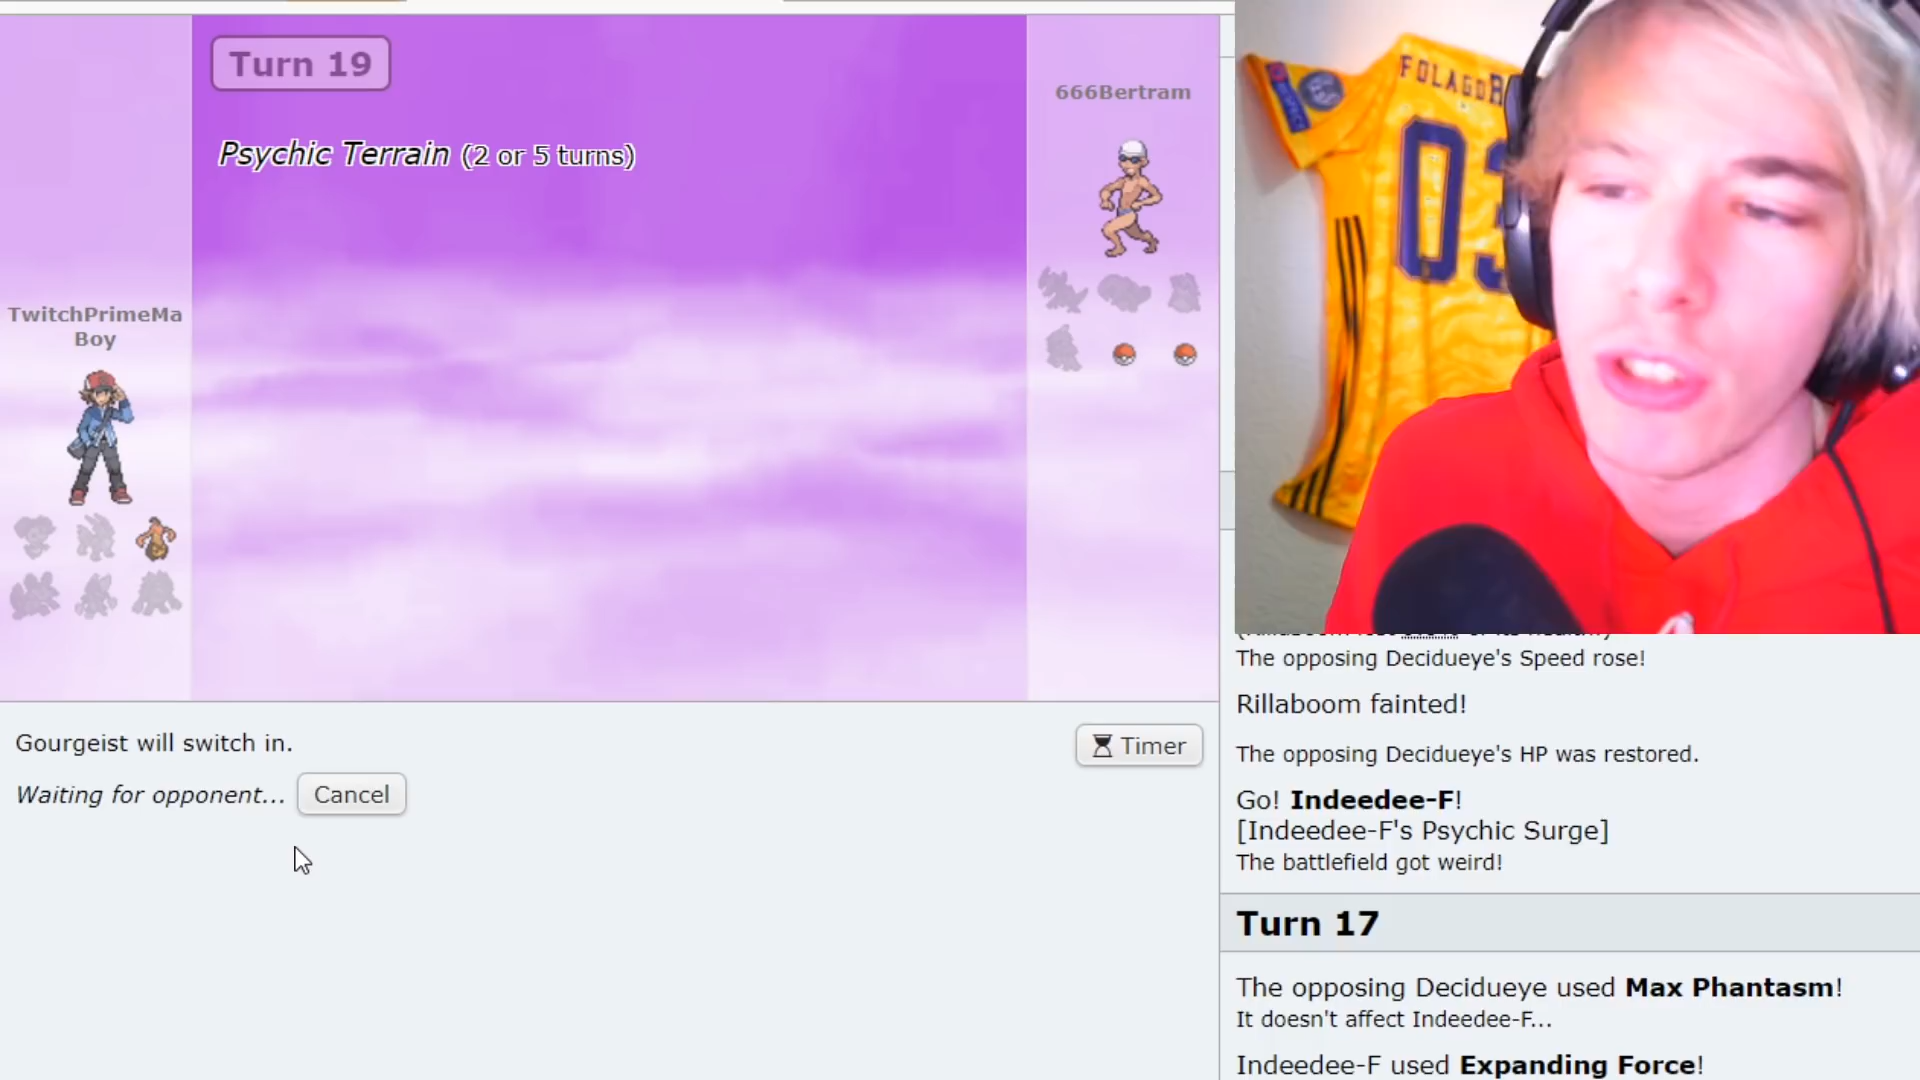 Turn 19
Psychic Terrain (2 or 5 turns)
666Bertram
TwitchPrimeMa
Boy
FOLAGOR
03
Gourgeist will switch in.
Timer
Waiting for opponent... Cancel
The opposing Decidueye's Speed rose!
Rillaboom fainted!
The opposing Decidueye's HP was restored.
Go! Indeedee-F!
[Indeedee-F's Psychic Surge]
The battlefield got weird!
Turn 17
The opposing Decidueye used Max Phantasm!
It doesn't affect Indeedee-F...
Indeedee-F used Expanding Force!